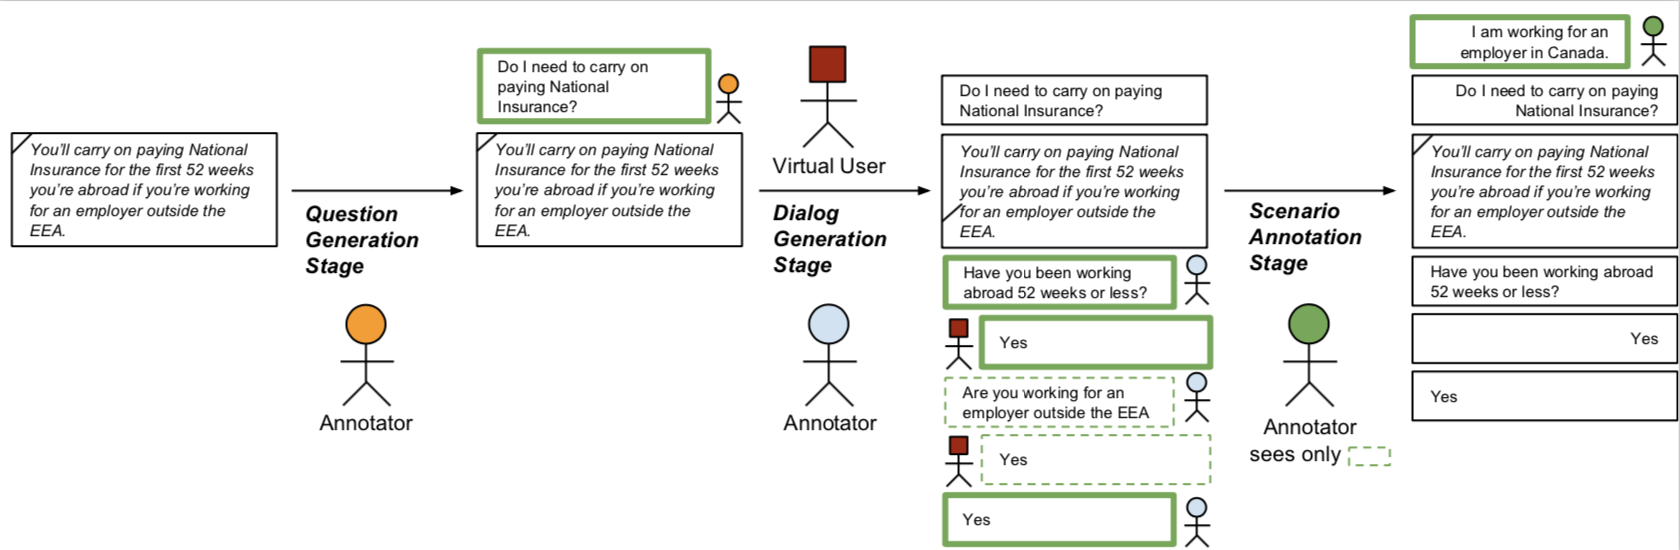 You'll carry on paying National
Insurance for the first 52 weeks
you're abroad if you're working
for an employer outside the
EEA.
Question
Generation
Stage
Annotator
Do I need to carry on
paying National
Insurance?
You'll carry on paying National
Insurance for the first 52 weeks
you're abroad if you're working
for an employer outside the
EEA.
Virtual User
Dialog
Generation
Stage
Annotator
Do I need to carry on paying
National Insurance?
You'll carry on paying National
Insurance for the first 52 weeks
you're abroad if you're working
for an employer outside the
EEA.
Have you been working
abroad 52 weeks or less?
Yes
Are you working for an
employer outside the EEA
Yes
Yes
Scenario
Annotation
Stage
Annotator
sees only
I am working for an
employer in Canada.
Do I need to carry on paying
National Insurance?
You'll carry on paying National
Insurance for the first 52 weeks
you're abroad if you're working
for an employer outside the
EEA.
Have you been working abroad
52 weeks or less?
Yes
Yes